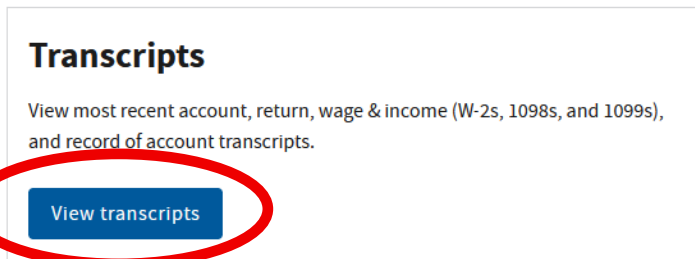 Transcripts
View most recent account, return, wage & income (W-2s, 1098s, and 1099s),
and record of account transcripts.
View transcripts